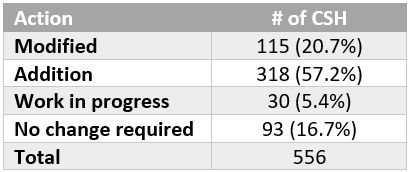 Action # of CSH
Modified 115 (20.7%)
Addition 318 (57.2%)
Work in progress 30 (5.4%)
No change required 93 (16.7%)
Total 556